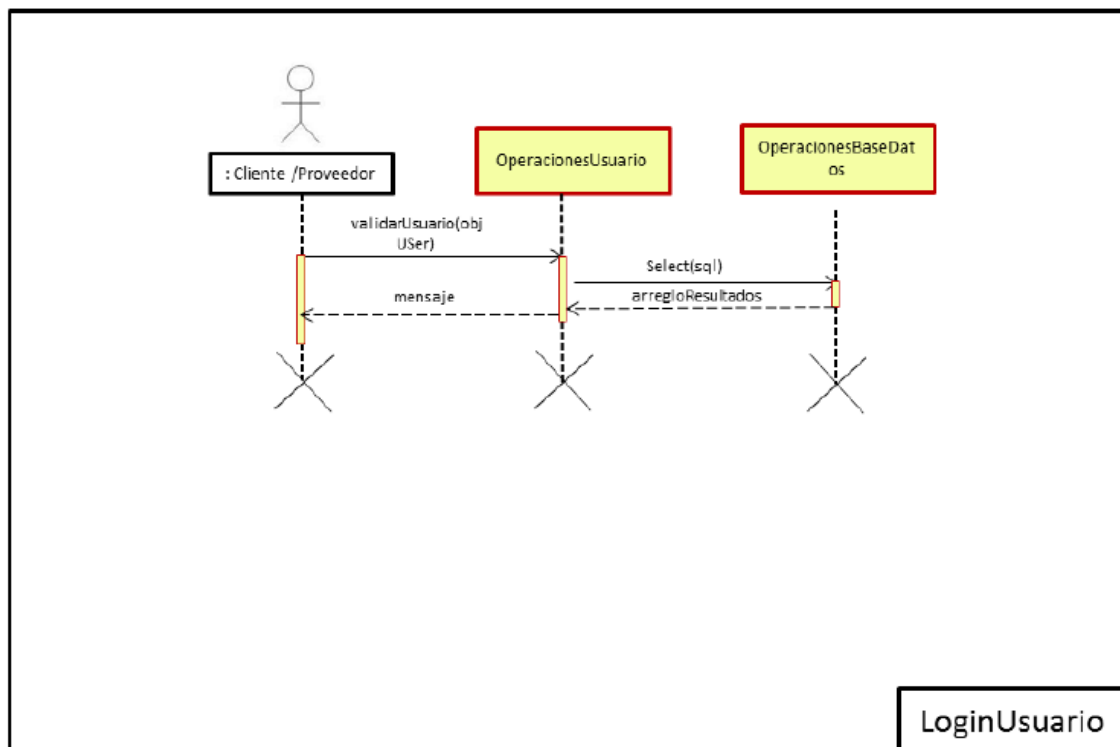 : Cliente /Proveedor
OperacionesUsuario
OperacionesBaseDat
os
validarUsuario(obj
USer)
Select(sql)
mensaje
arregloResultados
LoginUsuario